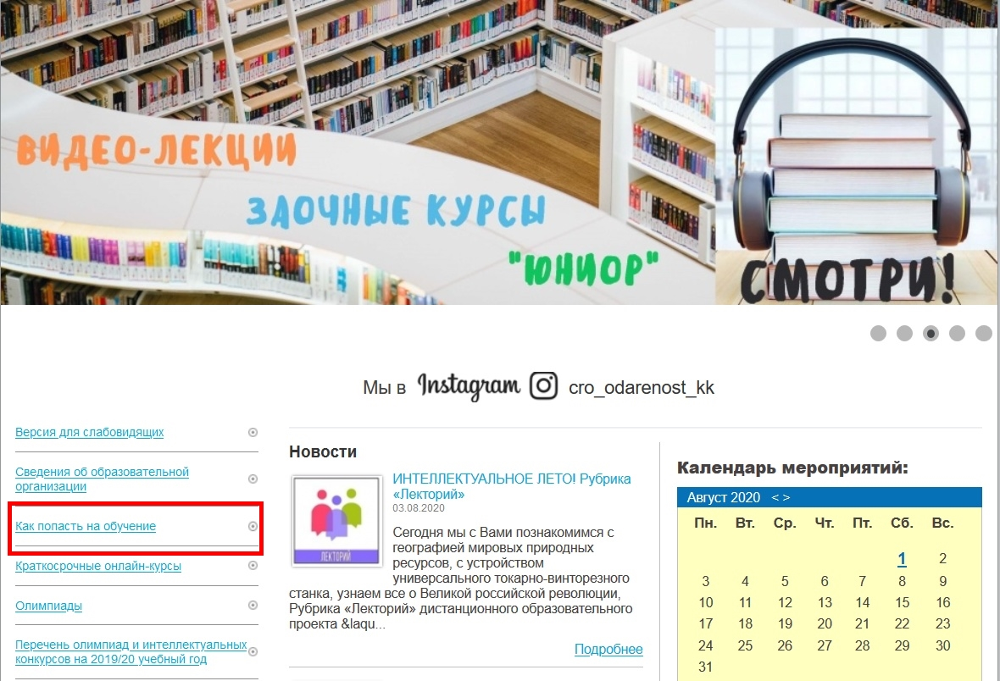 ВИДЕО-ЛЕКЦИИ
ЗАОЧНЫЕ КУРСЫ
"ЮНИОР"
СМОТРИ!
Мы в Instagram cro_odarenost_kk
Версия для слабовидящих
Сведения об образовательной
организации
Как попасть на обучение
Краткосрочные онлайн-курсы
Олимпиады
Перечень олимпиад и интеллектуальных
конкурсов на 2019/20 учебный год
Новости
ИНТЕЛЛЕКТУАЛЬНОЕ ЛЕТО! Рубрика
«Лекторий»
03.08.2020
ЛЕКТОРИЙ
Сегодня мы с Вами познакомимся с
географией мировых природных
ресурсов, с устройством
универсального токарно-винторезного
станка, узнаем все о Великой российской революции,
Рубрика «Лекторий» дистанционного образовательного
проекта &laqu...
Подробнее
Календарь мероприятий:
Август 2020 < >
Пн. Вт. Ср. Чт. Пт. Сб. Вс.
1 2
3 4 5 6 7 8 9
10 11 12 13 14 15 16
17 18 19 20 21 22 23
24 25 26 27 28 29 30
31